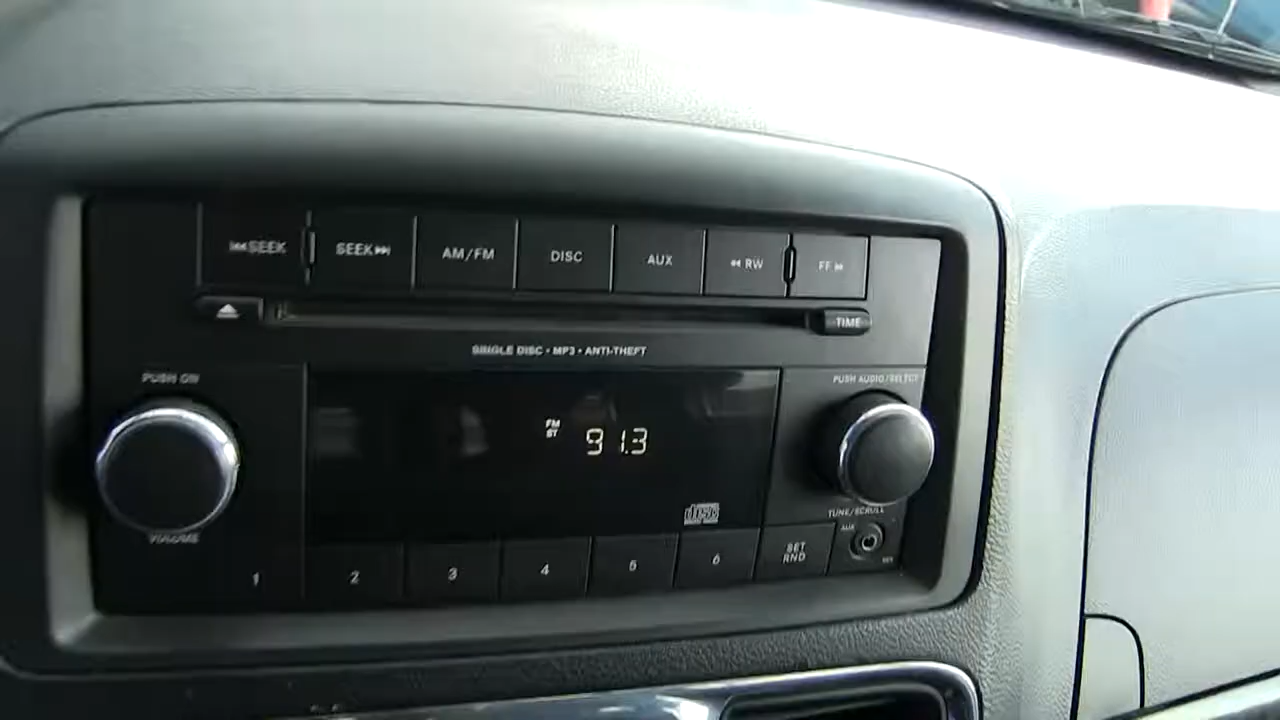 SEEK
SEEK
AM/FM
DISC
AUX
RW
FF
TIME
SINGLE DISC • MP3 • ANTI-THEFT
PUSH ON
PUSH AUDIO/SELECT
FM
ST
91.3
VOLUME
disc
TUNE/SCROLL
AUX
1
2
3
4
5
6
SET
RND